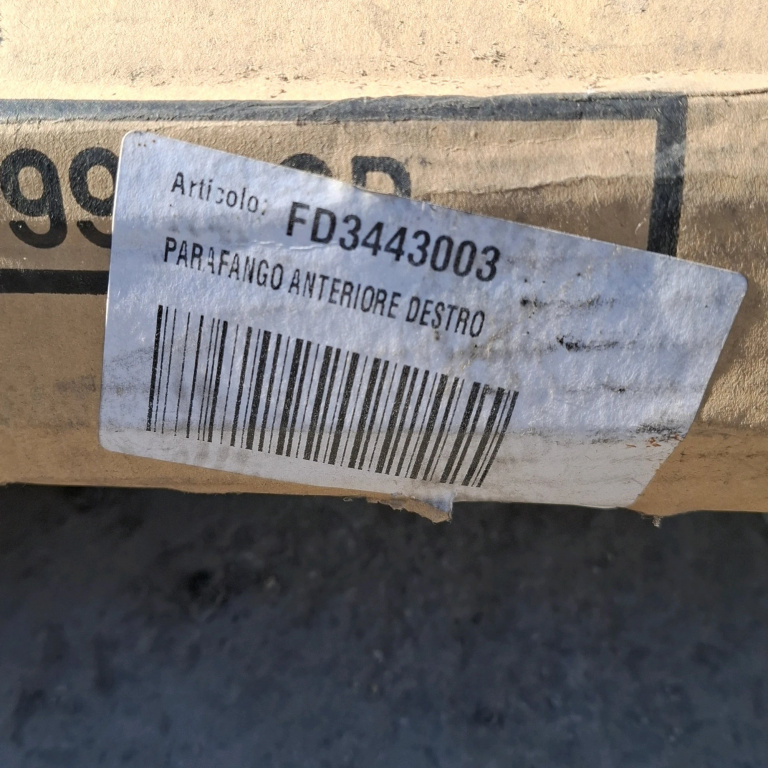 Articolo: FD3443003
PARAFANGO ANTERIORE DESTRO